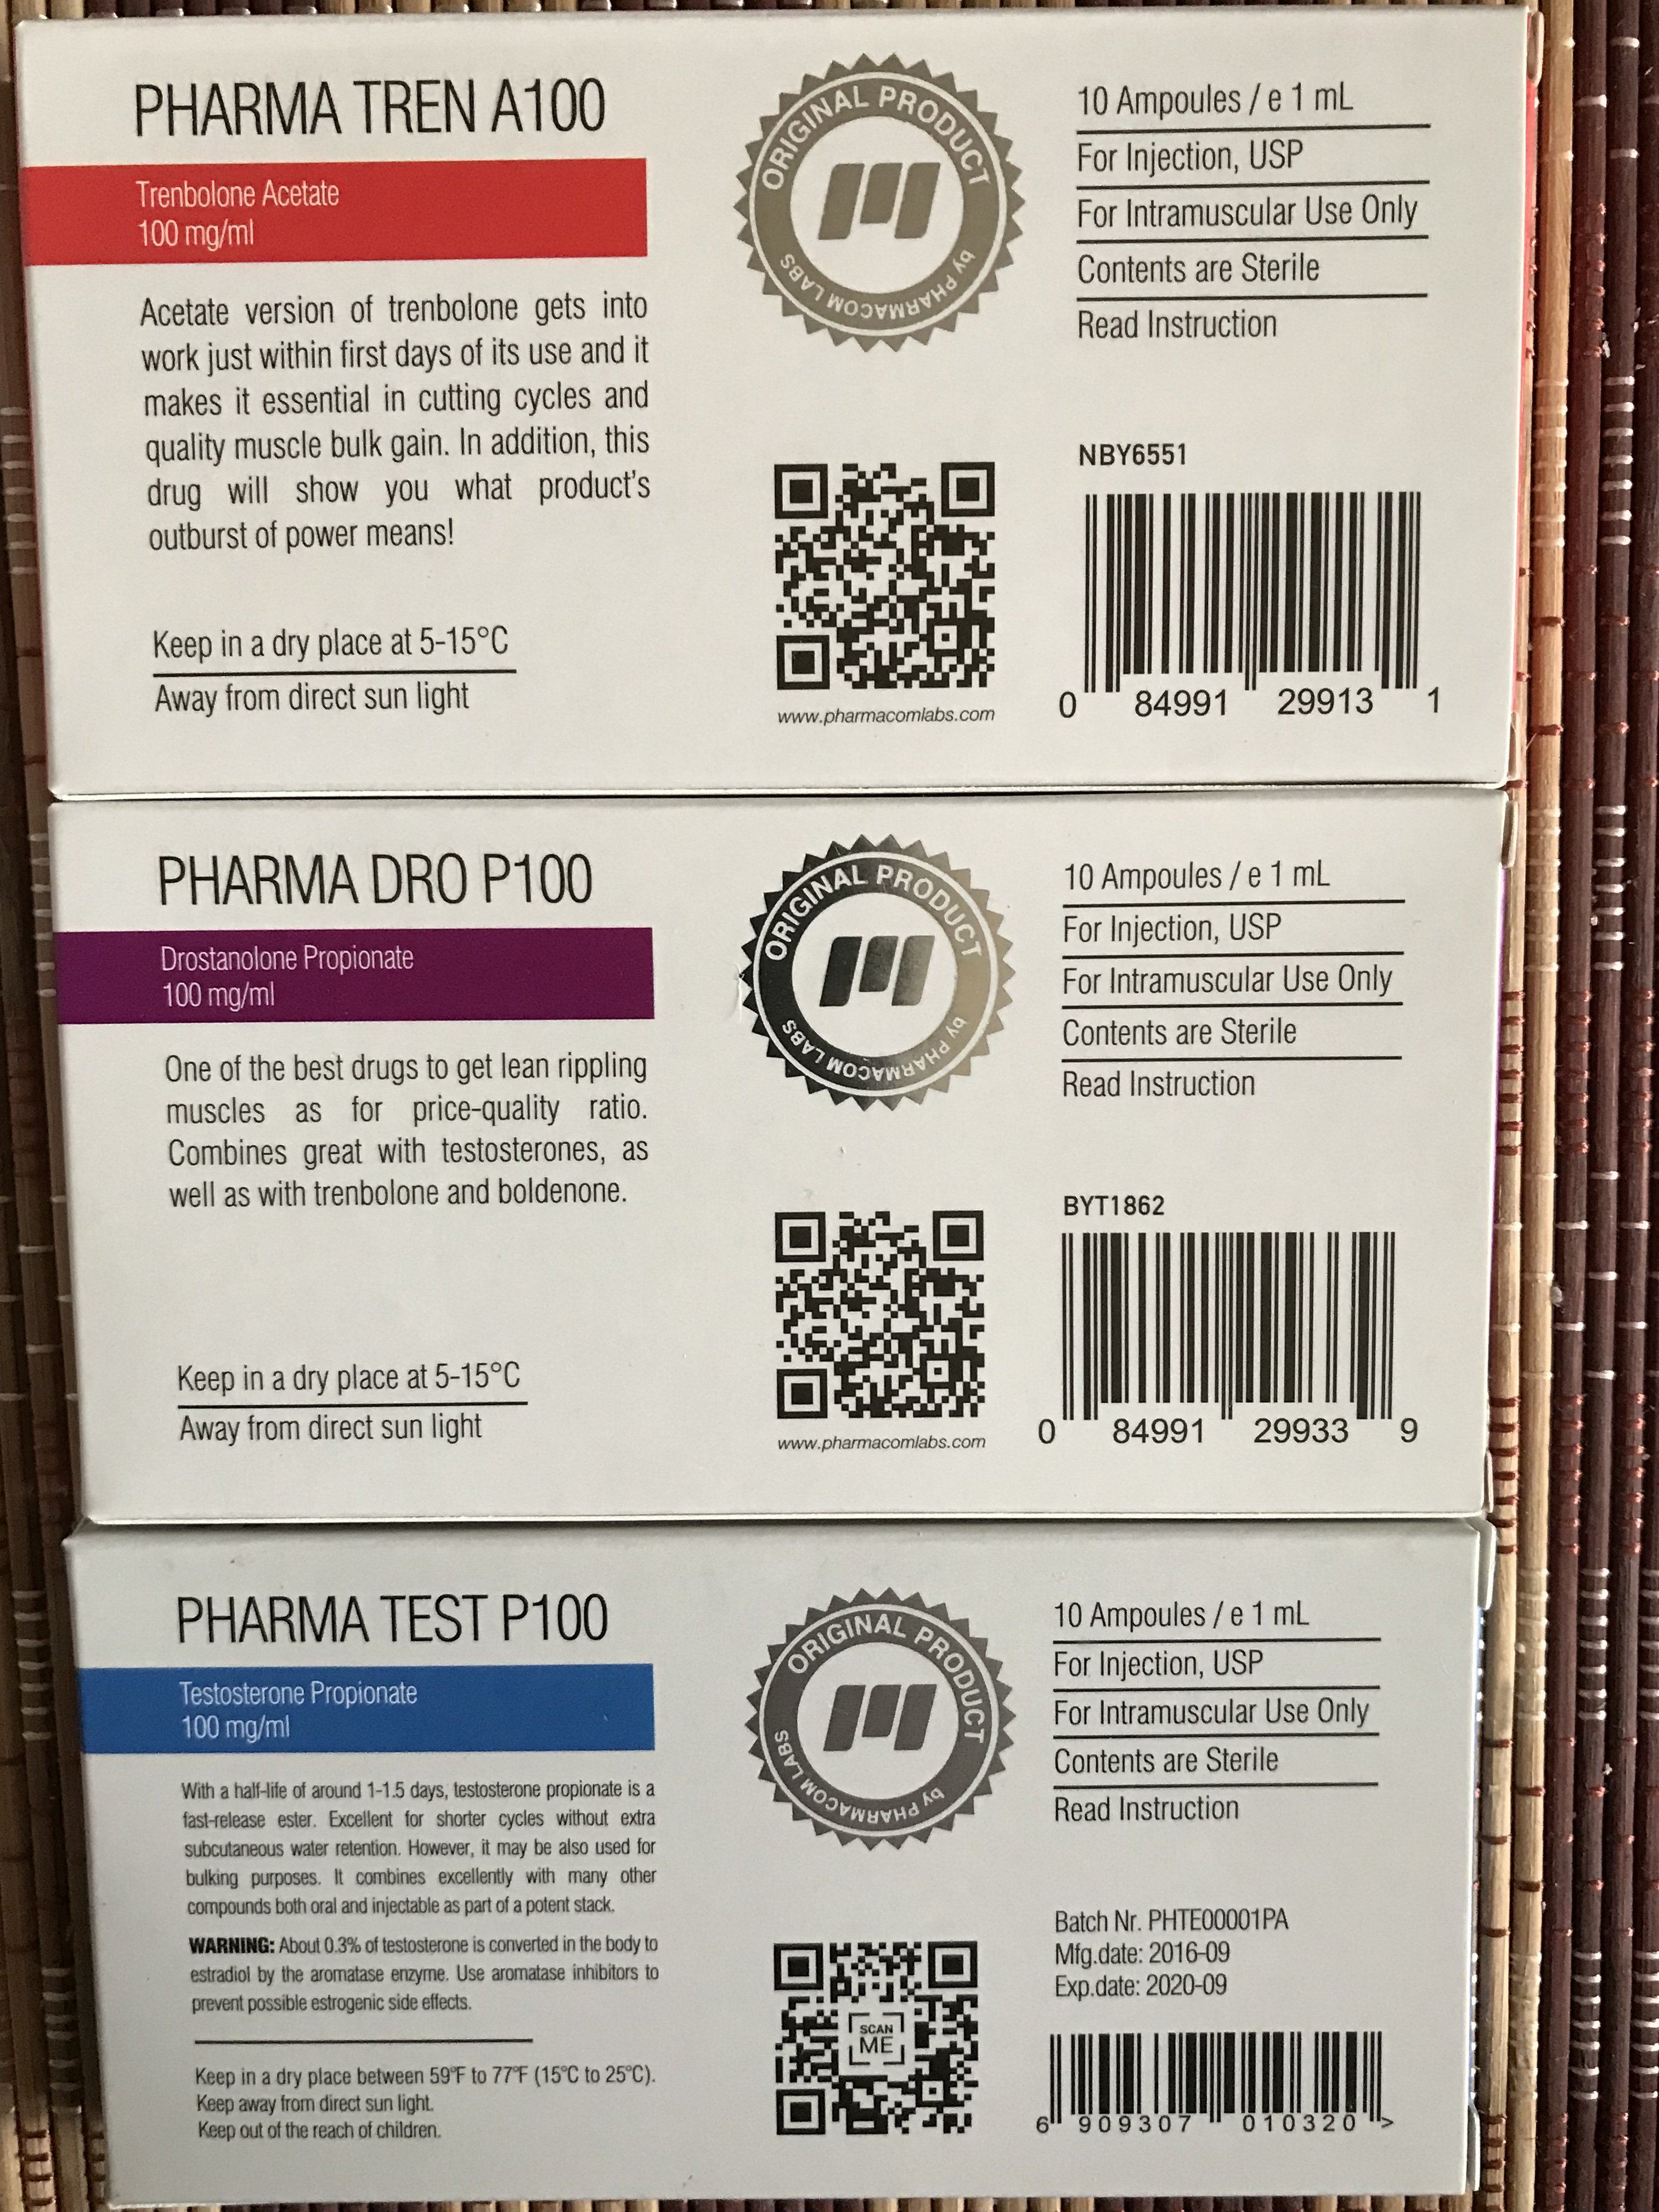 PHARMA TREN A100
Trenbolone Acetate
100 mg/ml
Acetate version of trenbolone gets into
work just within first days of its use and it
makes it essential in cutting cycles and
quality muscle bulk gain. In addition, this
drug will show you what product's
outburst of power means!
Keep in a dry place at 5-15°C
Away from direct sun light
ORIGINAL PRODUCT
by PHARMACOM LABS
www.pharmacomlabs.com
10 Ampoules / e 1 mL
For Injection, USP
For Intramuscular Use Only
Contents are Sterile
Read Instruction
NBY6551
0 84991 29913 1
PHARMA DRO P100
Drostanolone Propionate
100 mg/ml
One of the best drugs to get lean rippling
muscles as for price-quality ratio.
Combines great with testosterones, as
well as with trenbolone and boldenone.
Keep in a dry place at 5-15°C
Away from direct sun light
ORIGINAL PRODUCT
by PHARMACOM LABS
www.pharmacomlabs.com
10 Ampoules / e 1 mL
For Injection, USP
For Intramuscular Use Only
Contents are Sterile
Read Instruction
BYT1862
0 84991 29933 9
PHARMA TEST P100
Testosterone Propionate
100 mg/ml
With a half-life of around 1-1.5 days, testosterone propionate is a
fast-release ester. Excellent for shorter cycles without extra
subcutaneous water retention. However, it may be also used for
bulking purposes. It combines excellently with many other
compounds both oral and injectable as part of a potent stack.
WARNING: About 0.3% of testosterone is converted in the body to
estradiol by the aromatase enzyme. Use aromatase inhibitors to
prevent possible estrogenic side effects.
Keep in a dry place between 59°F to 77°F (15°C to 25°C).
Keep away from direct sun light.
Keep out of the reach of children.
ORIGINAL PRODUCT
by PHARMACOM LABS
SCAN
ME
10 Ampoules / e 1 mL
For Injection, USP
For Intramuscular Use Only
Contents are Sterile
Read Instruction
Batch Nr. PHTE00001PA
Mfg.date: 2016-09
Exp.date: 2020-09
6 909307 010320 >